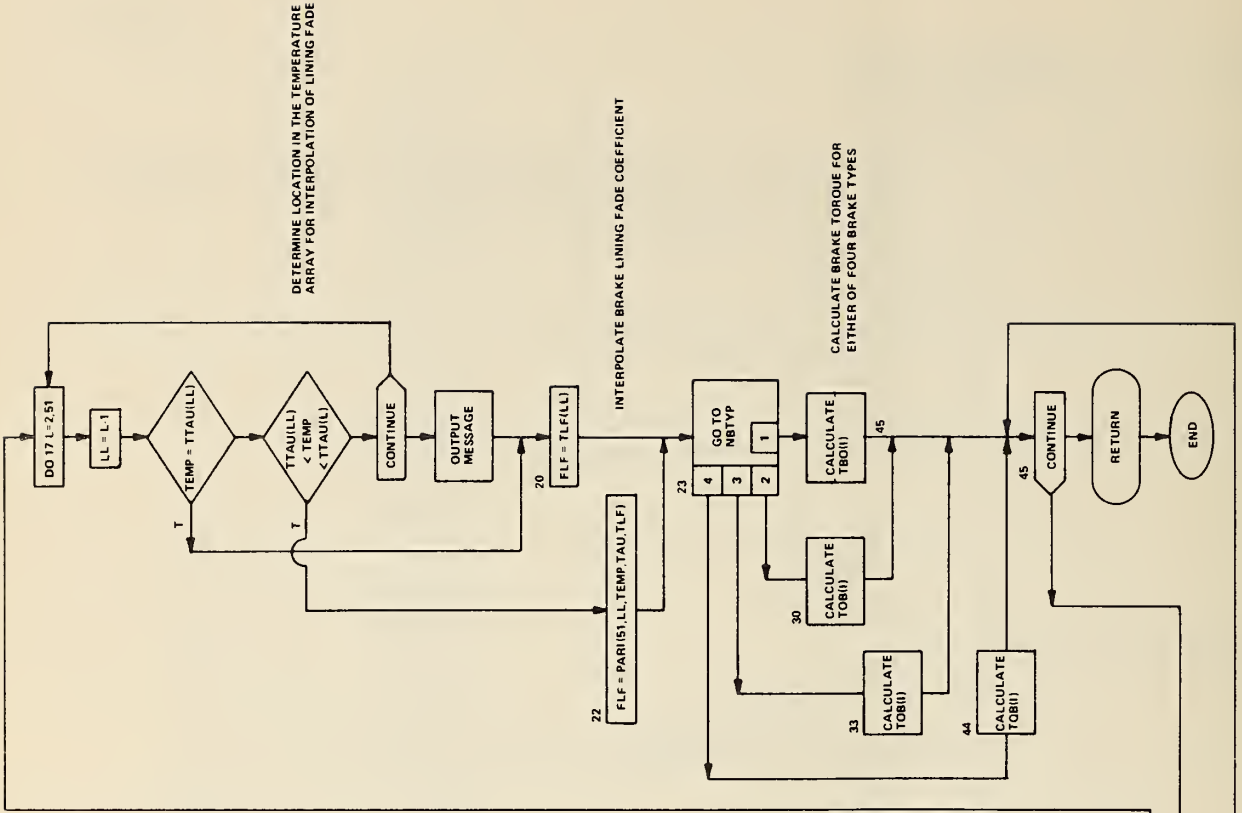 DO 17 L=2,51
LL = L-1
TEMP = TTAU(LL)
T
TTAU(LL)
< TEMP
< TTAU(L)
T
CONTINUE
OUTPUT
MESSAGE
DETERMINE LOCATION IN THE TEMPERATURE
ARRAY FOR INTERPOLATION OF LINING FADE
20
FLF = TLF(LL)
22
FLF = PARI(51,LL,TEMP,TAU,TLF)
INTERPOLATE BRAKE LINING FADE COEFFICIENT
23
GO TO
NBTYP
4
3
2
1
CALCULATE
TBO(I)
45
30
CALCULATE
TOB(I)
33
CALCULATE
TOB(I)
44
CALCULATE
TQB(I)
CALCULATE BRAKE TORQUE FOR
EITHER OF FOUR BRAKE TYPES
45
CONTINUE
RETURN
END